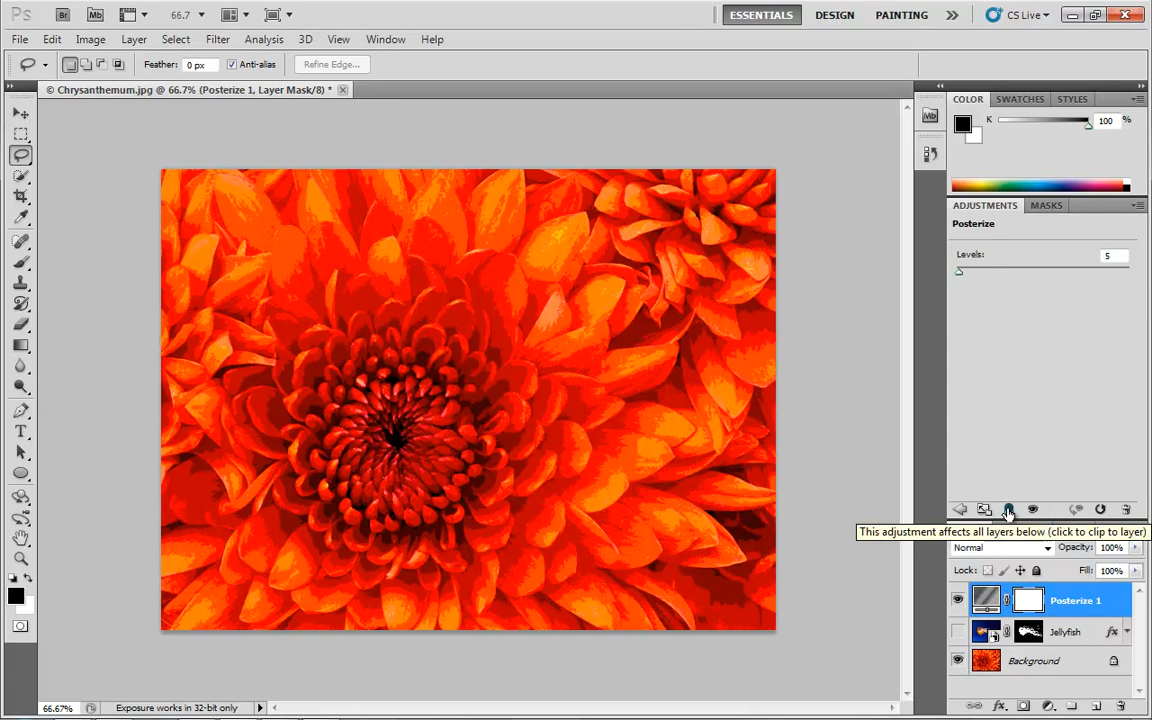 Ps Br Mb 66.7 ESSENTIALS DESIGN PAINTING CS Live
File Edit Image Layer Select Filter Analysis 3D View Window Help
Feather: 0 px Anti-alias Refine Edge...
© Chrysanthemum.jpg @ 66.7% (Posterize 1, Layer Mask/8) *
COLOR SWATCHES STYLES
Mb
K 100 %
ADJUSTMENTS MASKS
Posterize
Levels: 5
T
This adjustment affects all layers below (click to clip to layer)
Normal Opacity: 100%
Lock: Fill: 100%
Posterize 1
Jellyfish fx
Background
66.67% Exposure works in 32-bit only
fx.